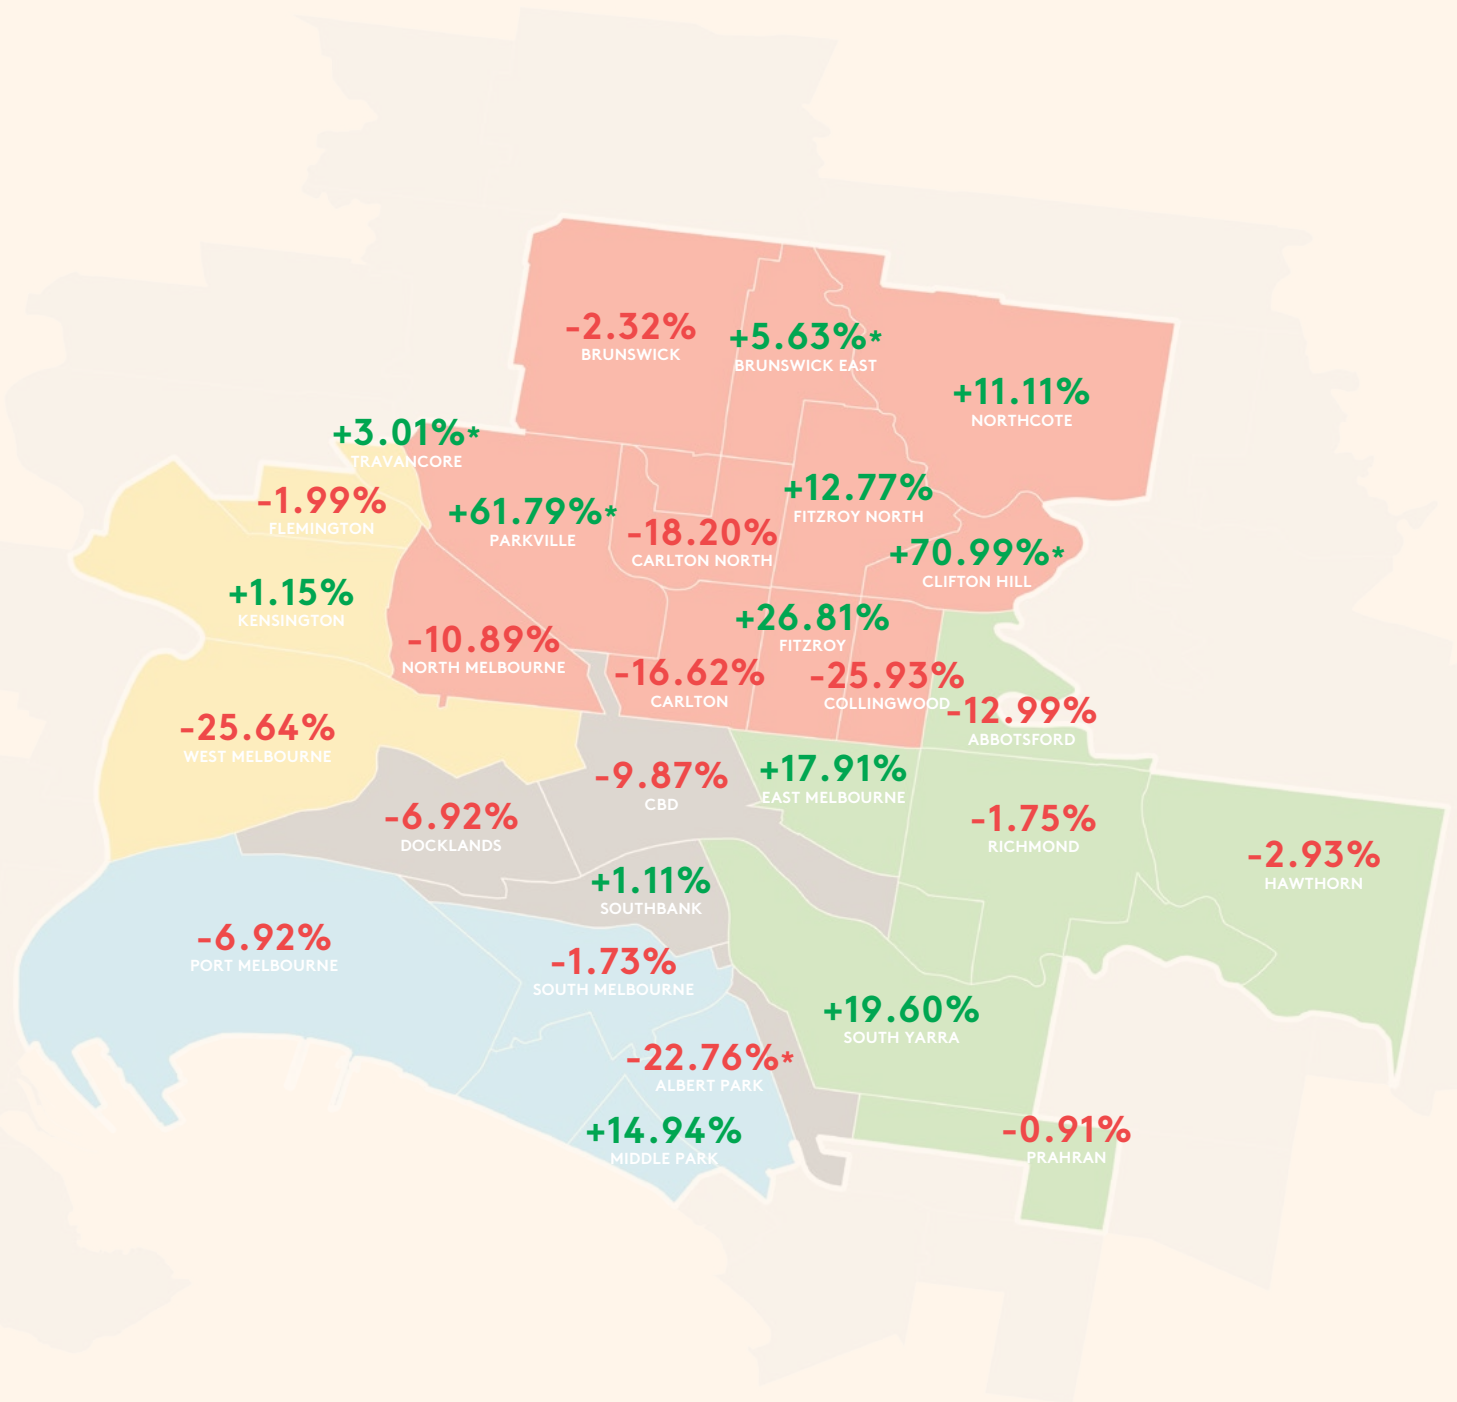 -2.32%
BRUNSWICK
+5.63%*
BRUNSWICK EAST
+11.11%
NORTHCOTE
+3.01%*
TRAVANCORE
-1.99%
FLEMINGTON
+61.79%*
PARKVILLE
-18.20%
CARLTON NORTH
+12.77%
FITZROY NORTH
+70.99%*
CLIFTON HILL
+1.15%
KENSINGTON
-10.89%
NORTH MELBOURNE
+26.81%
FITZROY
-16.62%
CARLTON
-25.93%
COLLINGWOOD
-12.99%
ABBOTSFORD
-25.64%
WEST MELBOURNE
-9.87%
CBD
+17.91%
EAST MELBOURNE
-6.92%
DOCKLANDS
-1.75%
RICHMOND
-2.93%
HAWTHORN
+1.11%
SOUTHBANK
-6.92%
PORT MELBOURNE
-1.73%
SOUTH MELBOURNE
+19.60%
SOUTH YARRA
-22.76%*
ALBERT PARK
+14.94%
MIDDLE PARK
-0.91%
PRAHRAN